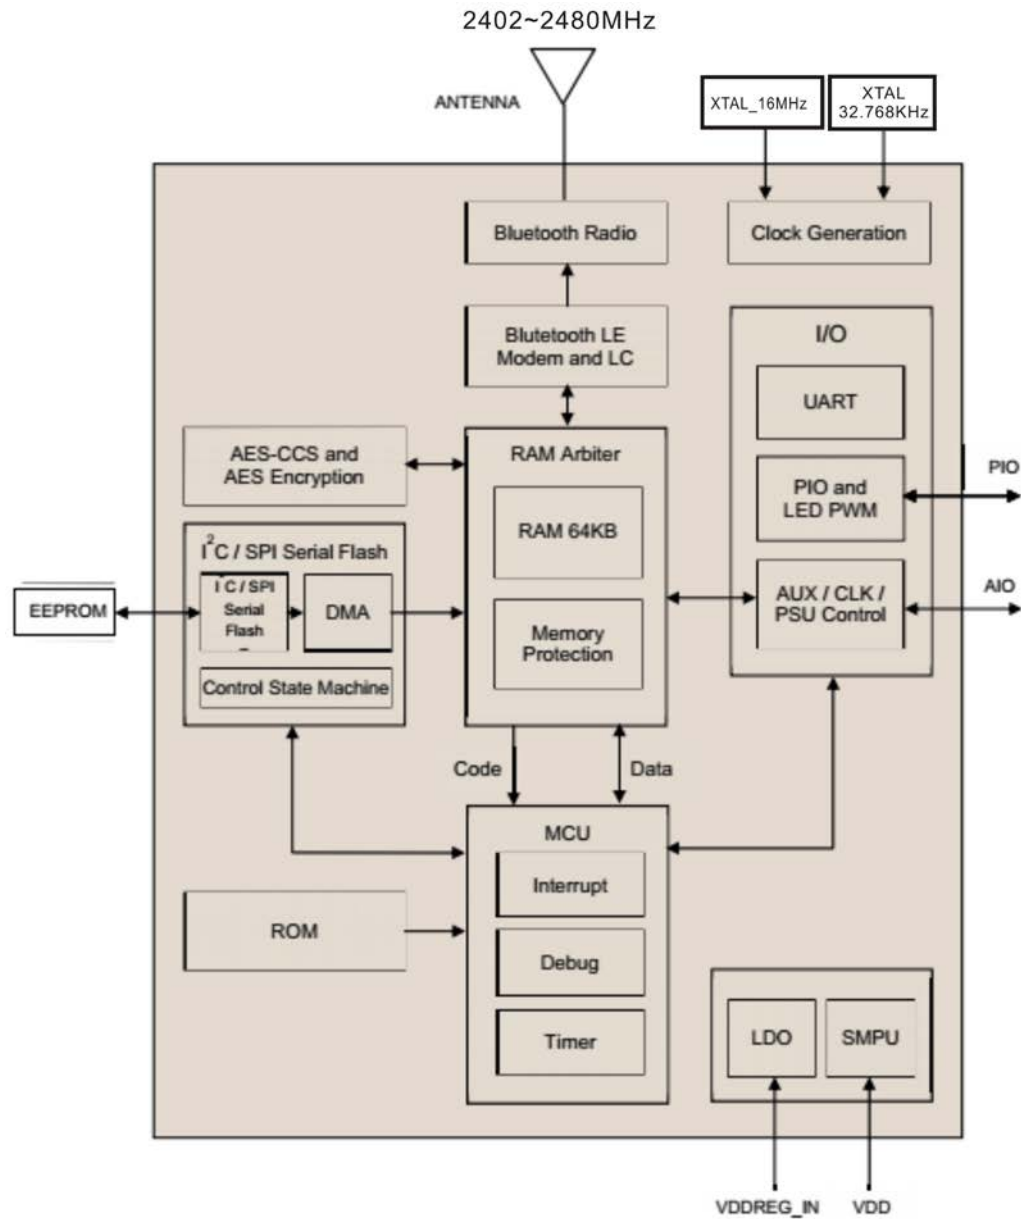 2402~2480MHz
ANTENNA
XTAL_16MHz
XTAL
32.768KHz
Bluetooth Radio
Clock Generation
Blutetooth LE
Modem and LC
I/O
UART
AES-CCS and
AES Encryption
RAM Arbiter
PIO and
LED PWM
PIO
RAM 64KB
I2C / SPI Serial Flash
I2C / SPI
Serial
Flash
DMA
EEPROM
AUX / CLK /
PSU Control
AIO
Memory
Protection
Control State Machine
Code
Data
MCU
Interrupt
ROM
Debug
Timer
LDO
SMPU
VDDREG_IN
VDD